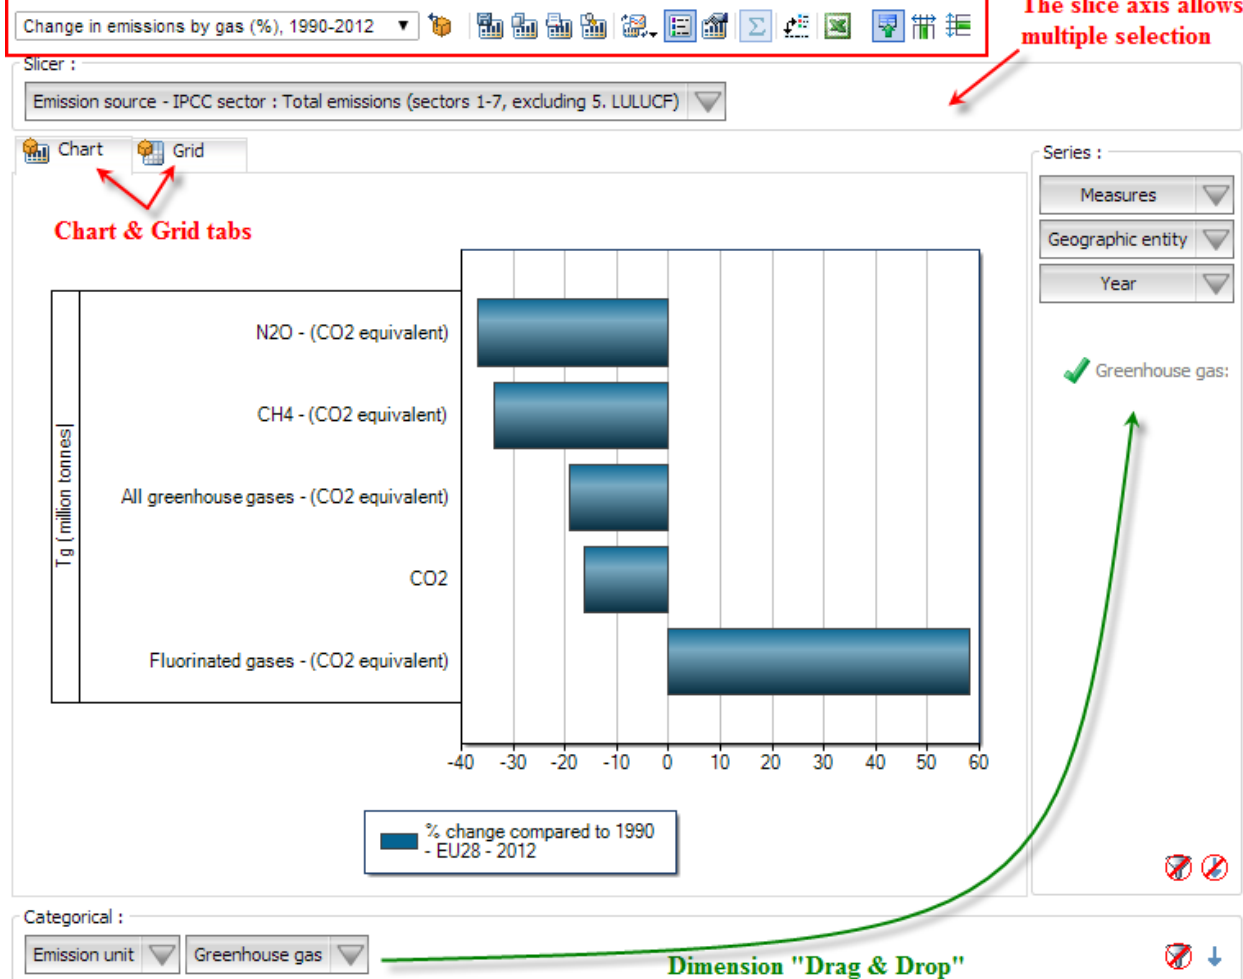 Change in emissions by gas (%), 1990-2012
The slice axis allows
multiple selection
Slicer :
Emission source - IPCC sector : Total emissions (sectors 1-7, excluding 5. LULUCF)
Chart
Grid
Series :
Measures
Chart & Grid tabs
Geographic entity
Year
N2O - (CO2 equivalent)
Greenhouse gas:
CH4 - (CO2 equivalent)
Tg (million tonnes)
All greenhouse gases - (CO2 equivalent)
CO2
Fluorinated gases - (CO2 equivalent)
-40 -30 -20 -10 0 10 20 30 40 50 60
% change compared to 1990
- EU28 - 2012
Categorical :
Emission unit
Greenhouse gas
Dimension "Drag & Drop"